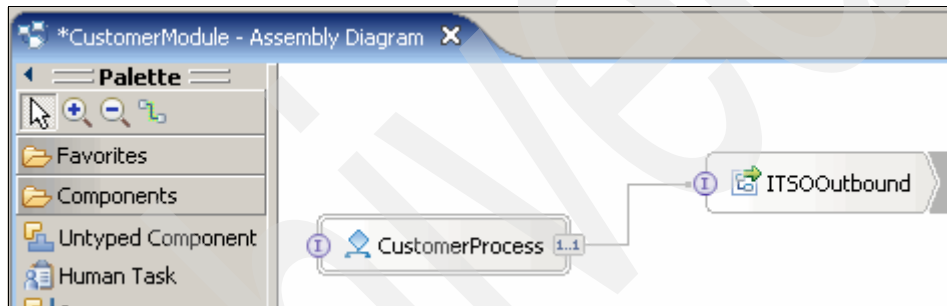 *CustomerModule - Assembly Diagram
Palette
Favorites
Components
Untyped Component
Human Task
I CustomerProcess 1..1
I ITSOOutbound